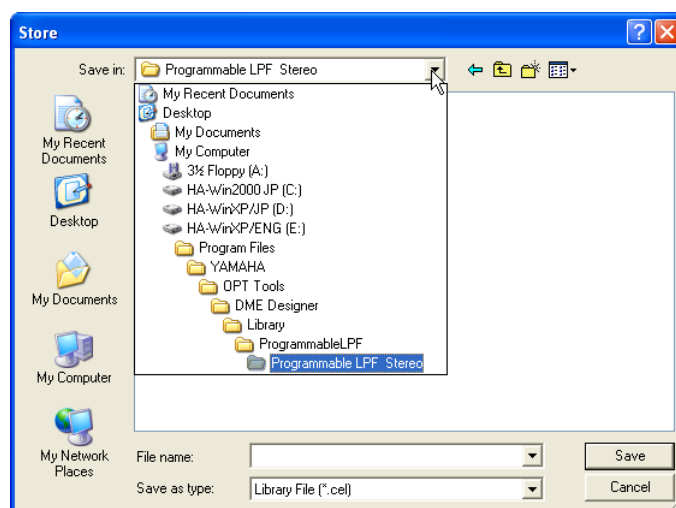 Store
Save in:
Programmable LPF Stereo
My Recent Documents
Desktop
My Documents
My Computer
3½ Floppy (A:)
HA-Win2000 JP (C:)
HA-WinXP/JP (D:)
HA-WinXP/ENG (E:)
Program Files
YAMAHA
OPT Tools
DME Designer
Library
ProgrammableLPF
Programmable LPF Stereo
My Recent
Documents
Desktop
My Documents
My Computer
My Network
Places
File name:
Save
Save as type:
Library File (*.cel)
Cancel